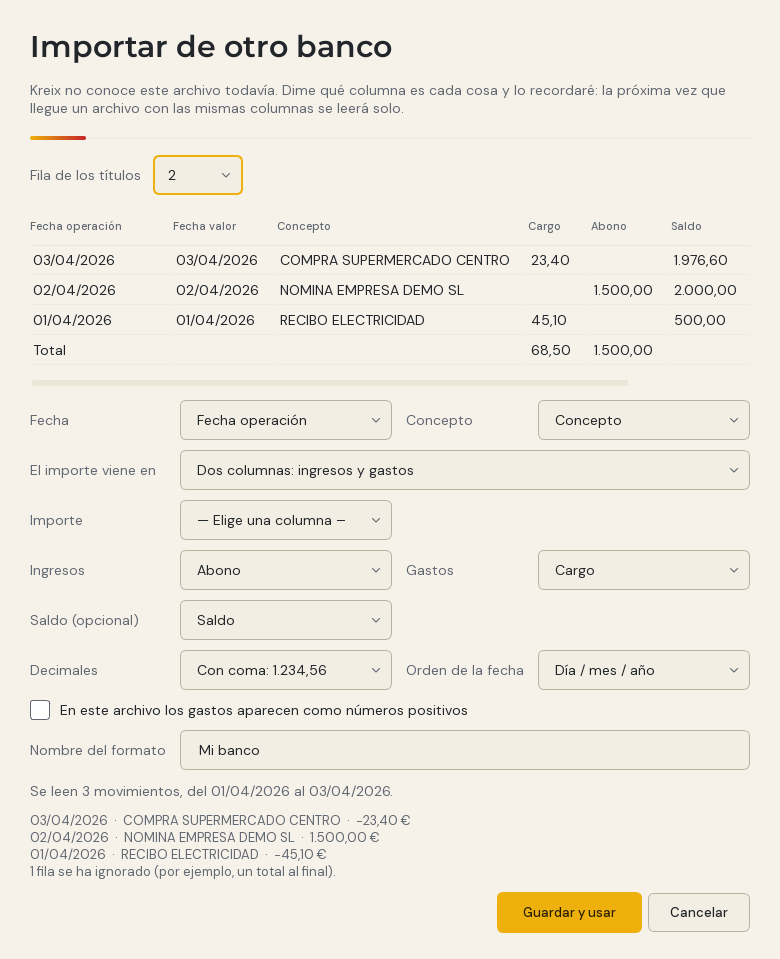 Importar de otro banco
Kreix no conoce este archivo todavía. Dime qué columna es cada cosa y lo recordaré: la próxima vez que
llegue un archivo con las mismas columnas se leerá solo.
Fila de los títulos 2
Fecha operación Fecha valor Concepto Cargo Abono Saldo
03/04/2026 03/04/2026 COMPRA SUPERMERCADO CENTRO 23,40 1.976,60
02/04/2026 02/04/2026 NOMINA EMPRESA DEMO SL 1.500,00 2.000,00
01/04/2026 01/04/2026 RECIBO ELECTRICIDAD 45,10 500,00
Total 68,50 1.500,00
Fecha Fecha operación Concepto Concepto
El importe viene en Dos columnas: ingresos y gastos
Importe — Elige una columna –
Ingresos Abono Gastos Cargo
Saldo (opcional) Saldo
Decimales Con coma: 1.234,56 Orden de la fecha Día / mes / año
En este archivo los gastos aparecen como números positivos
Nombre del formato Mi banco
Se leen 3 movimientos, del 01/04/2026 al 03/04/2026.
03/04/2026 · COMPRA SUPERMERCADO CENTRO · -23,40 €
02/04/2026 · NOMINA EMPRESA DEMO SL · 1.500,00 €
01/04/2026 · RECIBO ELECTRICIDAD · -45,10 €
1 fila se ha ignorado (por ejemplo, un total al final).
Guardar y usar Cancelar